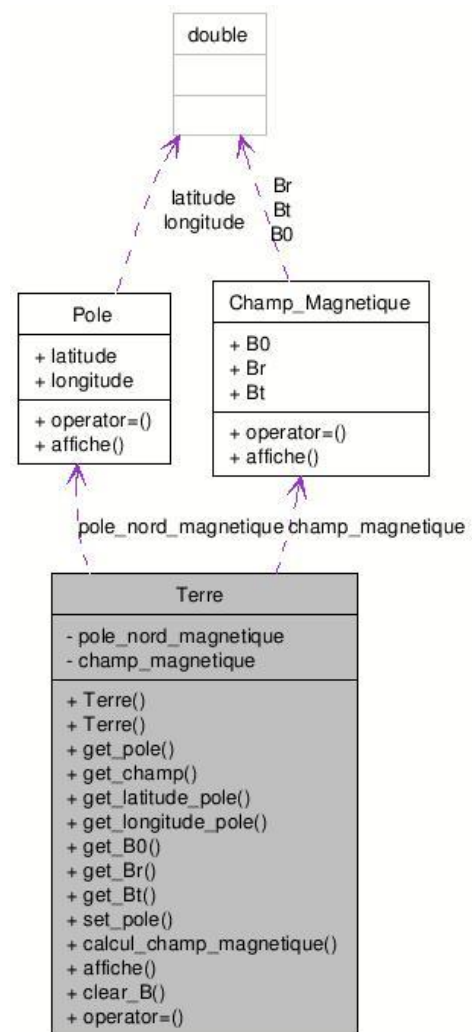 double
latitude
longitude
Br
Bt
B0
Pole
+ latitude
+ longitude
+ operator=()
+ affiche()
Champ_Magnetique
+ B0
+ Br
+ Bt
+ operator=()
+ affiche()
pole_nord_magnetique
champ_magnetique
Terre
- pole_nord_magnetique
- champ_magnetique
+ Terre()
+ Terre()
+ get_pole()
+ get_champ()
+ get_latitude_pole()
+ get_longitude_pole()
+ get_B0()
+ get_Br()
+ get_Bt()
+ set_pole()
+ calcul_champ_magnetique()
+ affiche()
+ clear_B()
+ operator=()